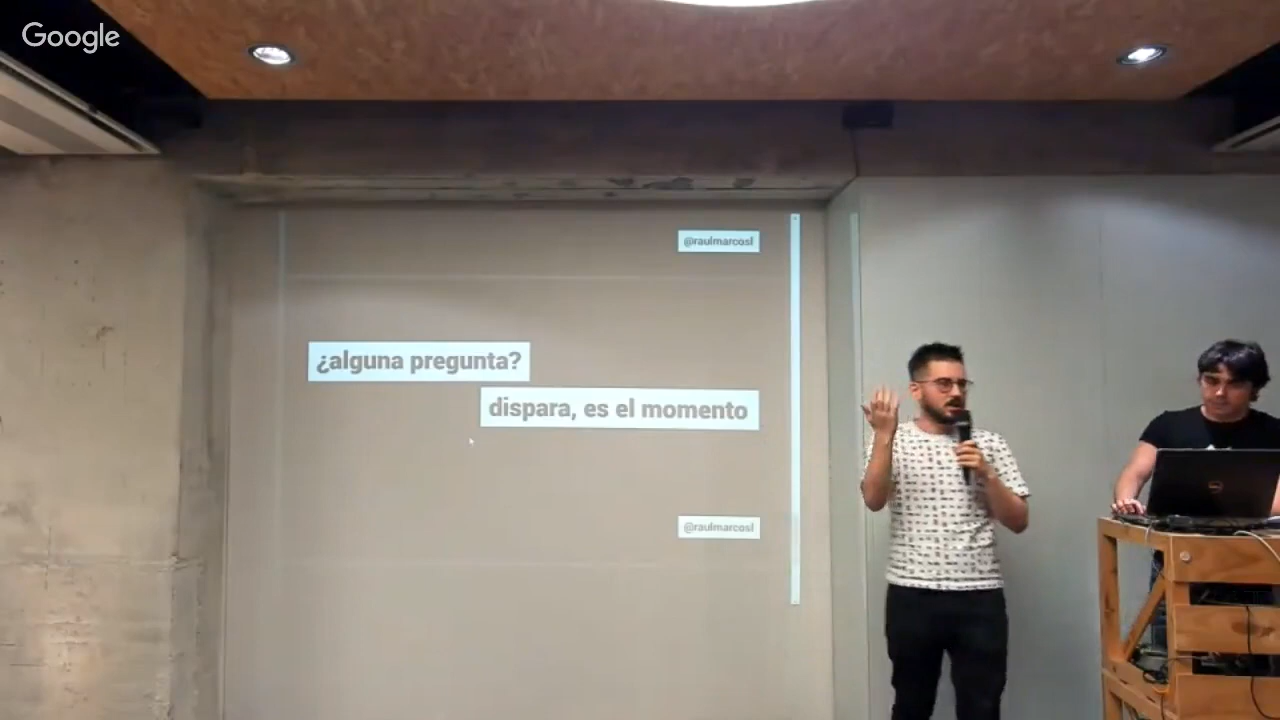 Google
@raulmarcosl
¿alguna pregunta?
dispara, es el momento
@raulmarcosl